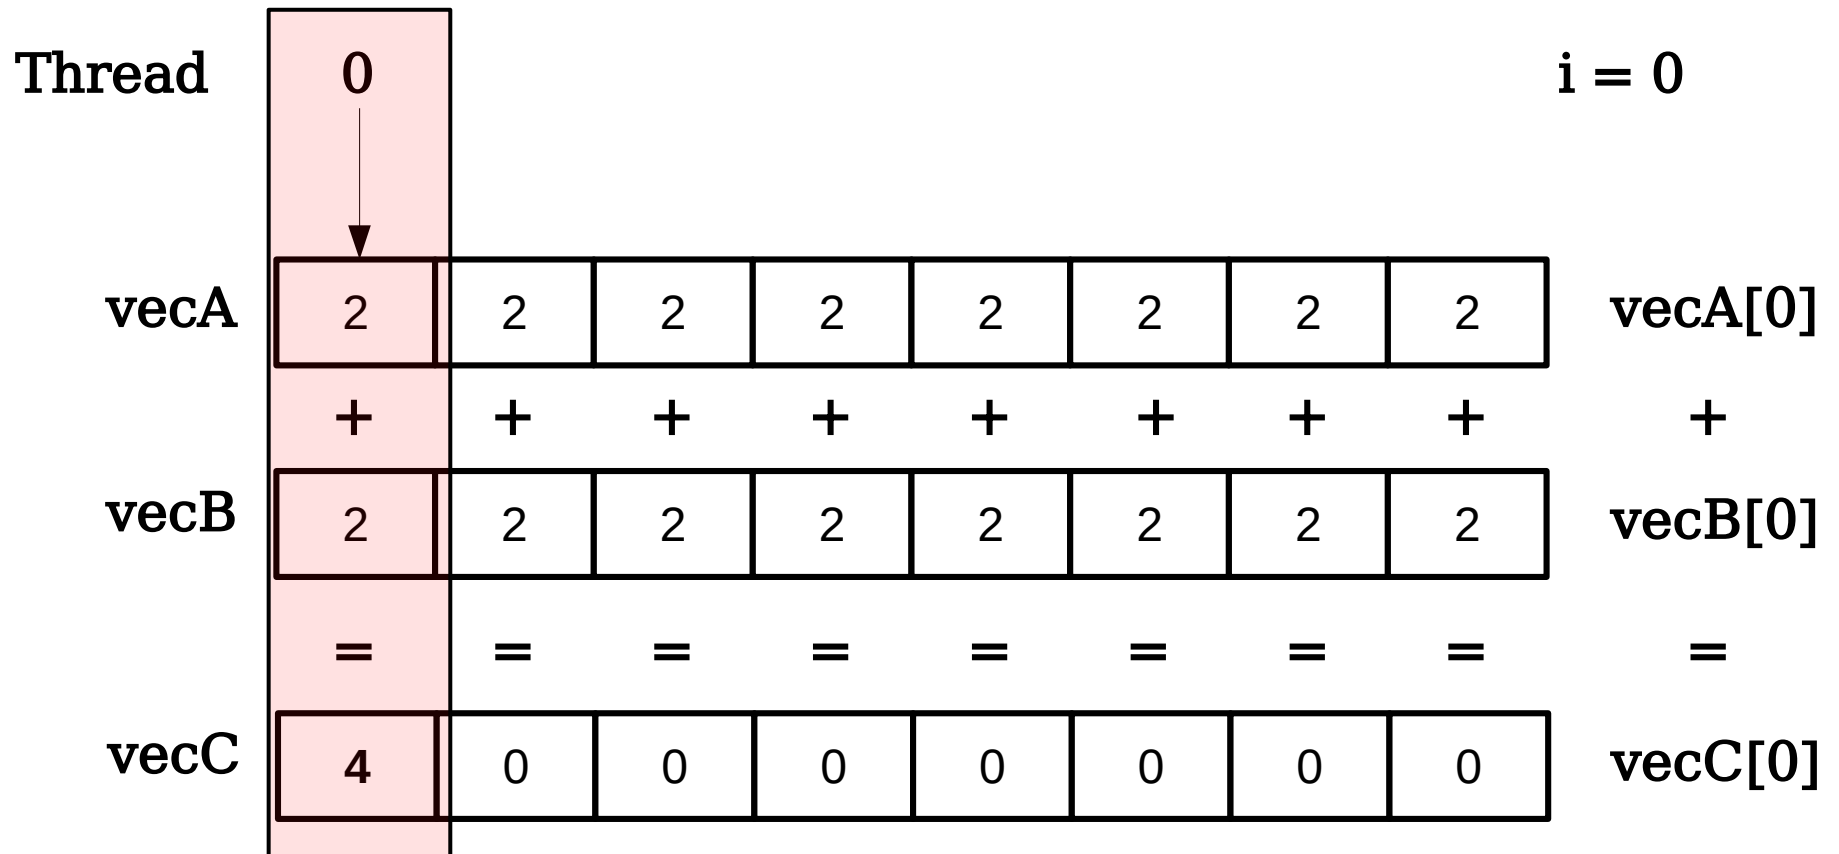 Thread 0 i = 0
vecA 2 2 2 2 2 2 2 2 vecA[0]
+ + + + + + + + +
vecB 2 2 2 2 2 2 2 2 vecB[0]
= = = = = = = = =
vecC 4 0 0 0 0 0 0 0 vecC[0]